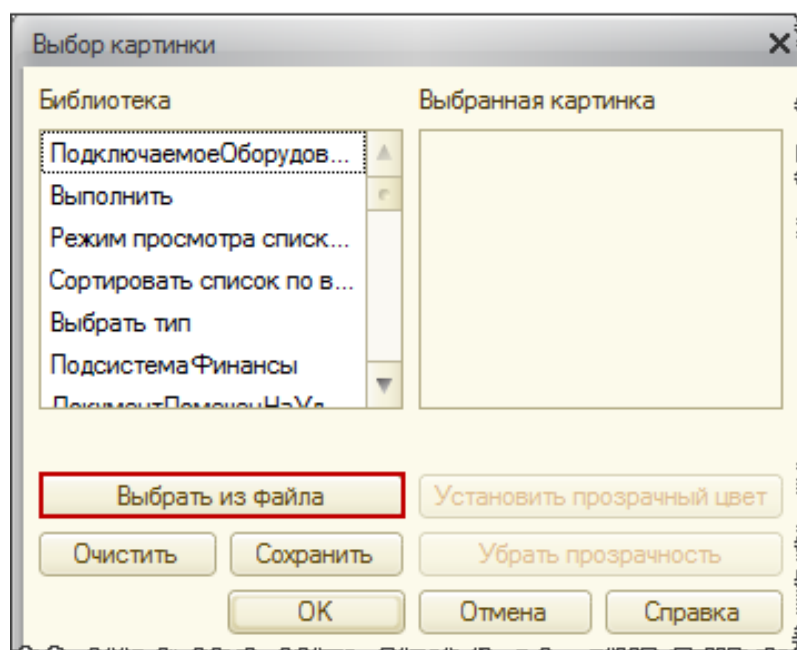 Выбор картинки
Библиотека
Выбранная картинка
ПодключаемоеОборудов...
Выполнить
Режим просмотра списк...
Сортировать список по в...
Выбрать тип
ПодсистемаФинансы
Выбрать из файла
Установить прозрачный цвет
Очистить
Сохранить
Убрать прозрачность
OK
Отмена
Справка